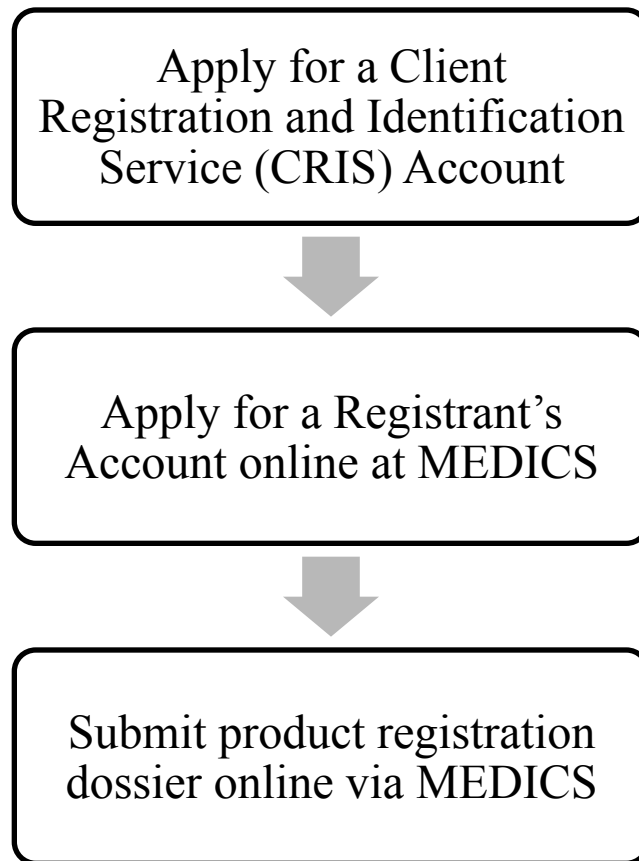 Apply for a Client
Registration and Identification
Service (CRIS) Account
Apply for a Registrant’s
Account online at MEDICS
Submit product registration
dossier online via MEDICS